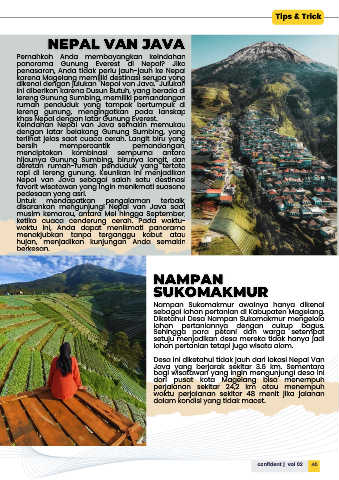 Tips & Trick
NEPAL VAN JAVA
Pernahkah Anda membayangkan keindahan
panorama Gunung Everest di Nepal? Jika
penasaran, Anda tidak perlu jauh-jauh ke Nepal
karena Magelang memiliki destinasi serupa yang
dikenal dengan julukan "Nepal van Java." Julukan
ini diberikan karena Dusun Butuh, yang berada di
lereng Gunung Sumbing, memiliki pemandangan
rumah penduduk yang tampak bertumpuk di
lereng gunung, mengingatkan pada lanskap
khas Nepal dengan latar Gunung Everest.
Keindahan Nepal van Java semakin memukau
dengan latar belakang Gunung Sumbing, yang
terlihat jelas saat cuaca cerah. Langit biru yang
bersih mempercantik pemandangan,
menciptakan kombinasi sempurna antara
hijaunya Gunung Sumbing, birunya langit, dan
deretan rumah-rumah penduduk yang tertata
rapi di lereng gunung. Keunikan ini menjadikan
Nepal van Java sebagai salah satu destinasi
favorit wisatawan yang ingin menikmati suasana
pedesaan yang asri.
Untuk mendapatkan pengalaman terbaik,
disarankan mengunjungi Nepal van Java saat
musim kemarau, antara Mei hingga September,
ketika cuaca cenderung cerah. Pada waktu-
waktu ini, Anda dapat menikmati panorama
menakjubkan tanpa terganggu kabut atau
hujan, menjadikan kunjungan Anda semakin
berkesan.
NAMPAN
SUKOMAKMUR
Nampan Sukomakmur awalnya hanya dikenal
sebagai lahan pertanian di Kabupaten Magelang.
Diketahui Desa Nampan Sukomakmur mengelola
lahan pertaniannya dengan cukup bagus.
Sehingga para petani dan warga setempat
setuju menjadikan desa mereka tidak hanya jadi
lahan pertanian tetapi juga wisata alam.
Desa ini diketahui tidak jauh dari lokasi Nepal Van
Java yang berjarak sekitar 3.6 km. Sementara
bagi wisatawan yang ingin mengunjungi desa ini
dari pusat kota Magelang bisa menempuh
perjalanan sekitar 24,2 km atau menempuh
waktu perjalanan sekitar 48 menit jika jalanan
dalam kondisi yang tidak macet.
confident | vol 02